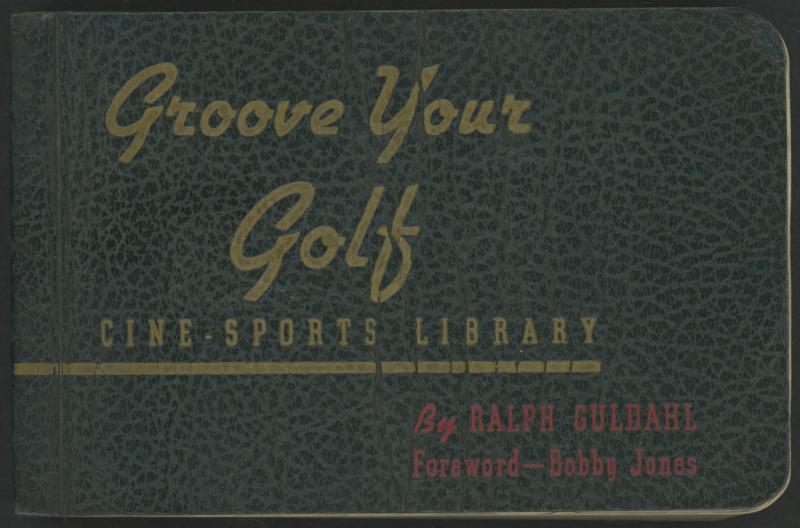 Groove Your
Golf
CINE-SPORTS LIBRARY
By RALPH GULDAHL
Foreword—Bobby Jones